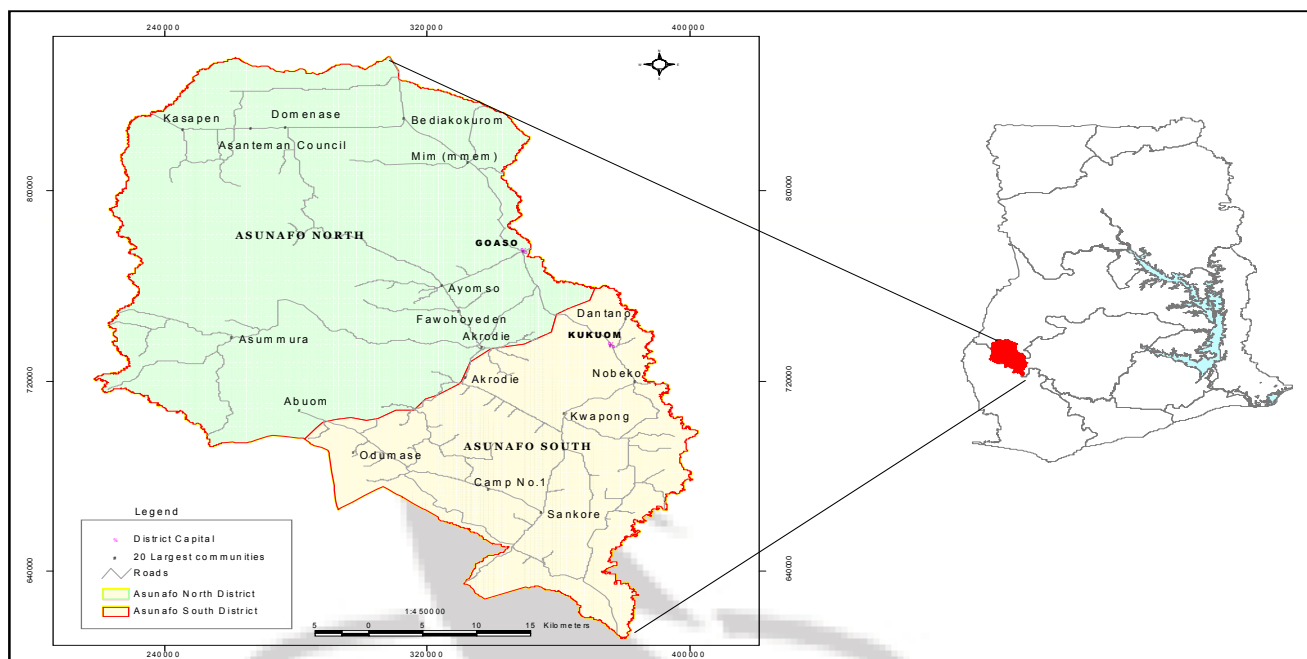 240000 320000 400000
Kasapen
Domenase
Bediakokurom
Asanteman Council
Mim (mmem)
800000
800000
ASUNAFO NORTH
GOASO
Ayomso
Dantano
Fawohoyeden
Akrodie
KUKUOM
Asummura
Nobeko
720000
720000
Akrodie
Abuom
Kwapong
ASUNAFO SOUTH
Odumase
Camp No.1
Sankore
Legend
District Capital
20 Largest communities
Roads
Asunafo North District
Asunafo South District
640000
640000
1:450000
5 0 5 10 15 Kilometers
240000 320000 400000